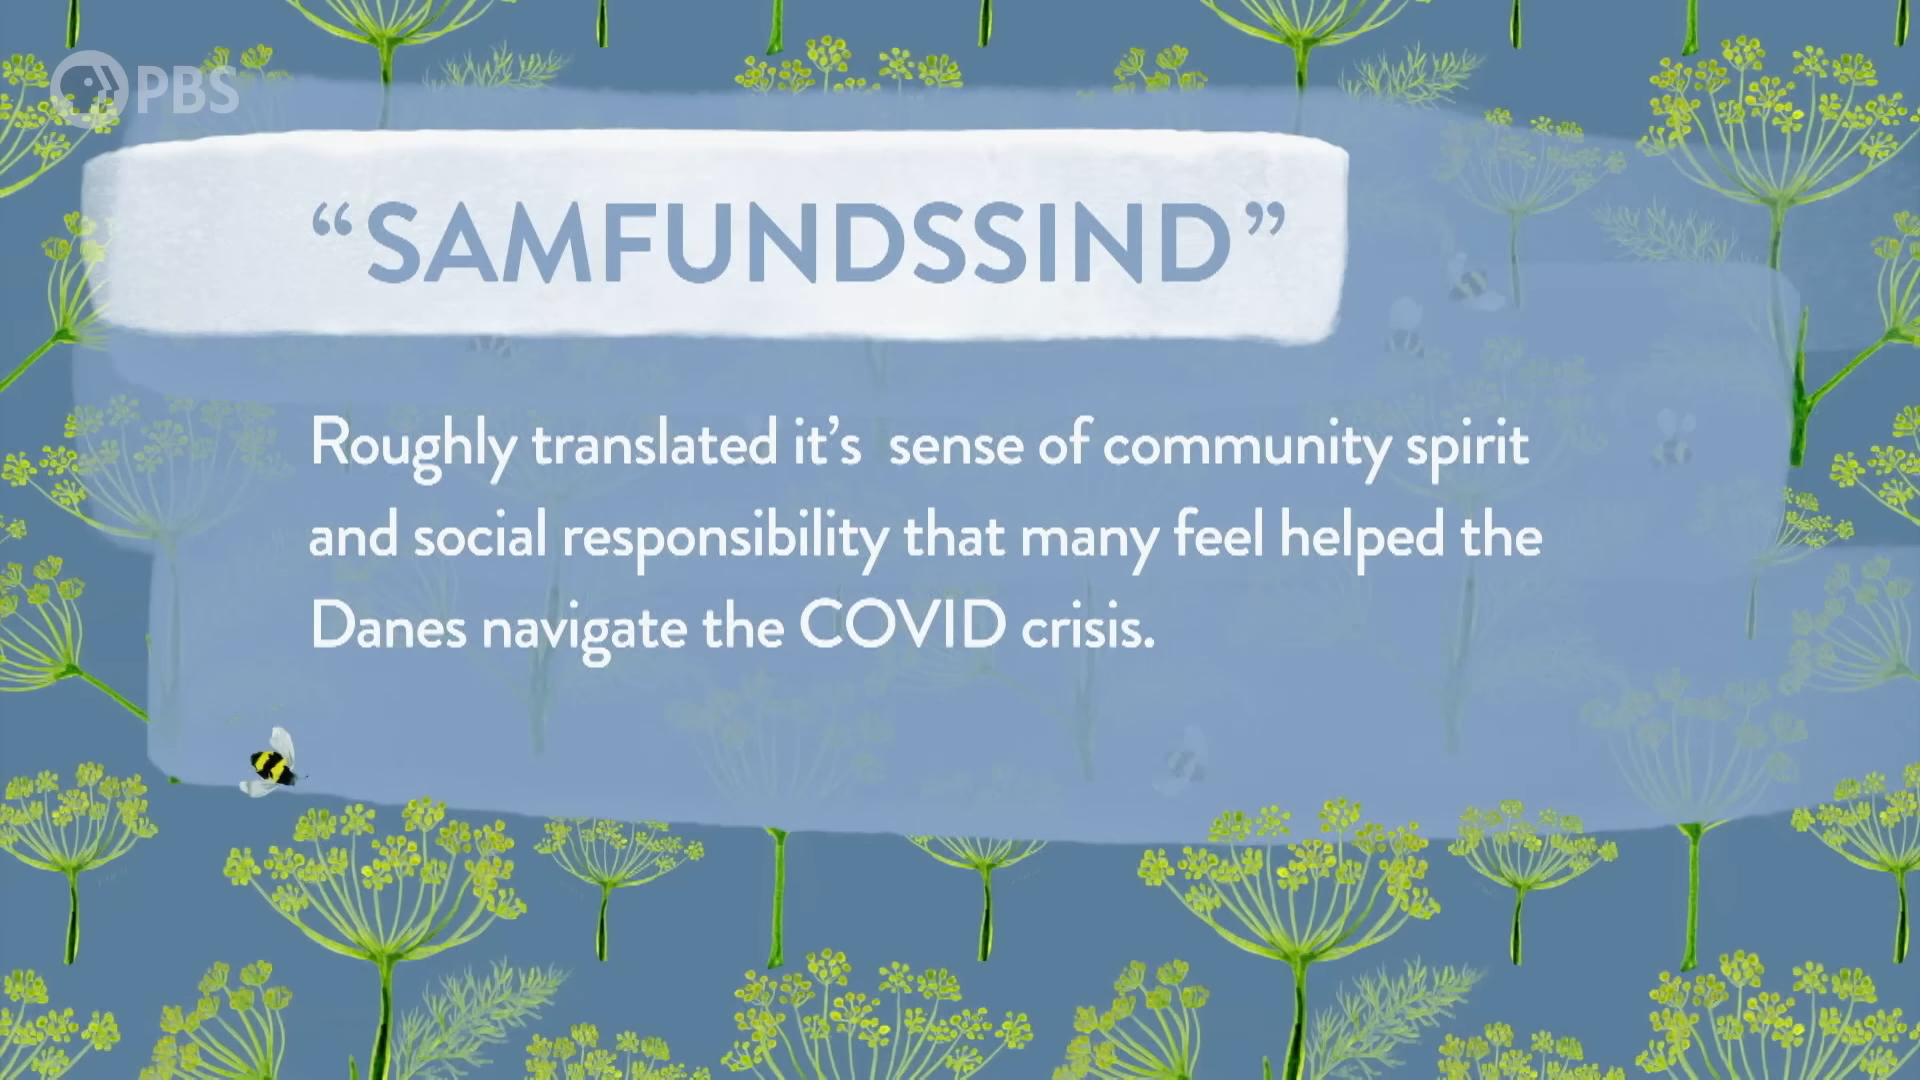 PBS
“SAMFUNDSSIND”
Roughly translated it’s  sense of community spirit
and social responsibility that many feel helped the
Danes navigate the COVID crisis.